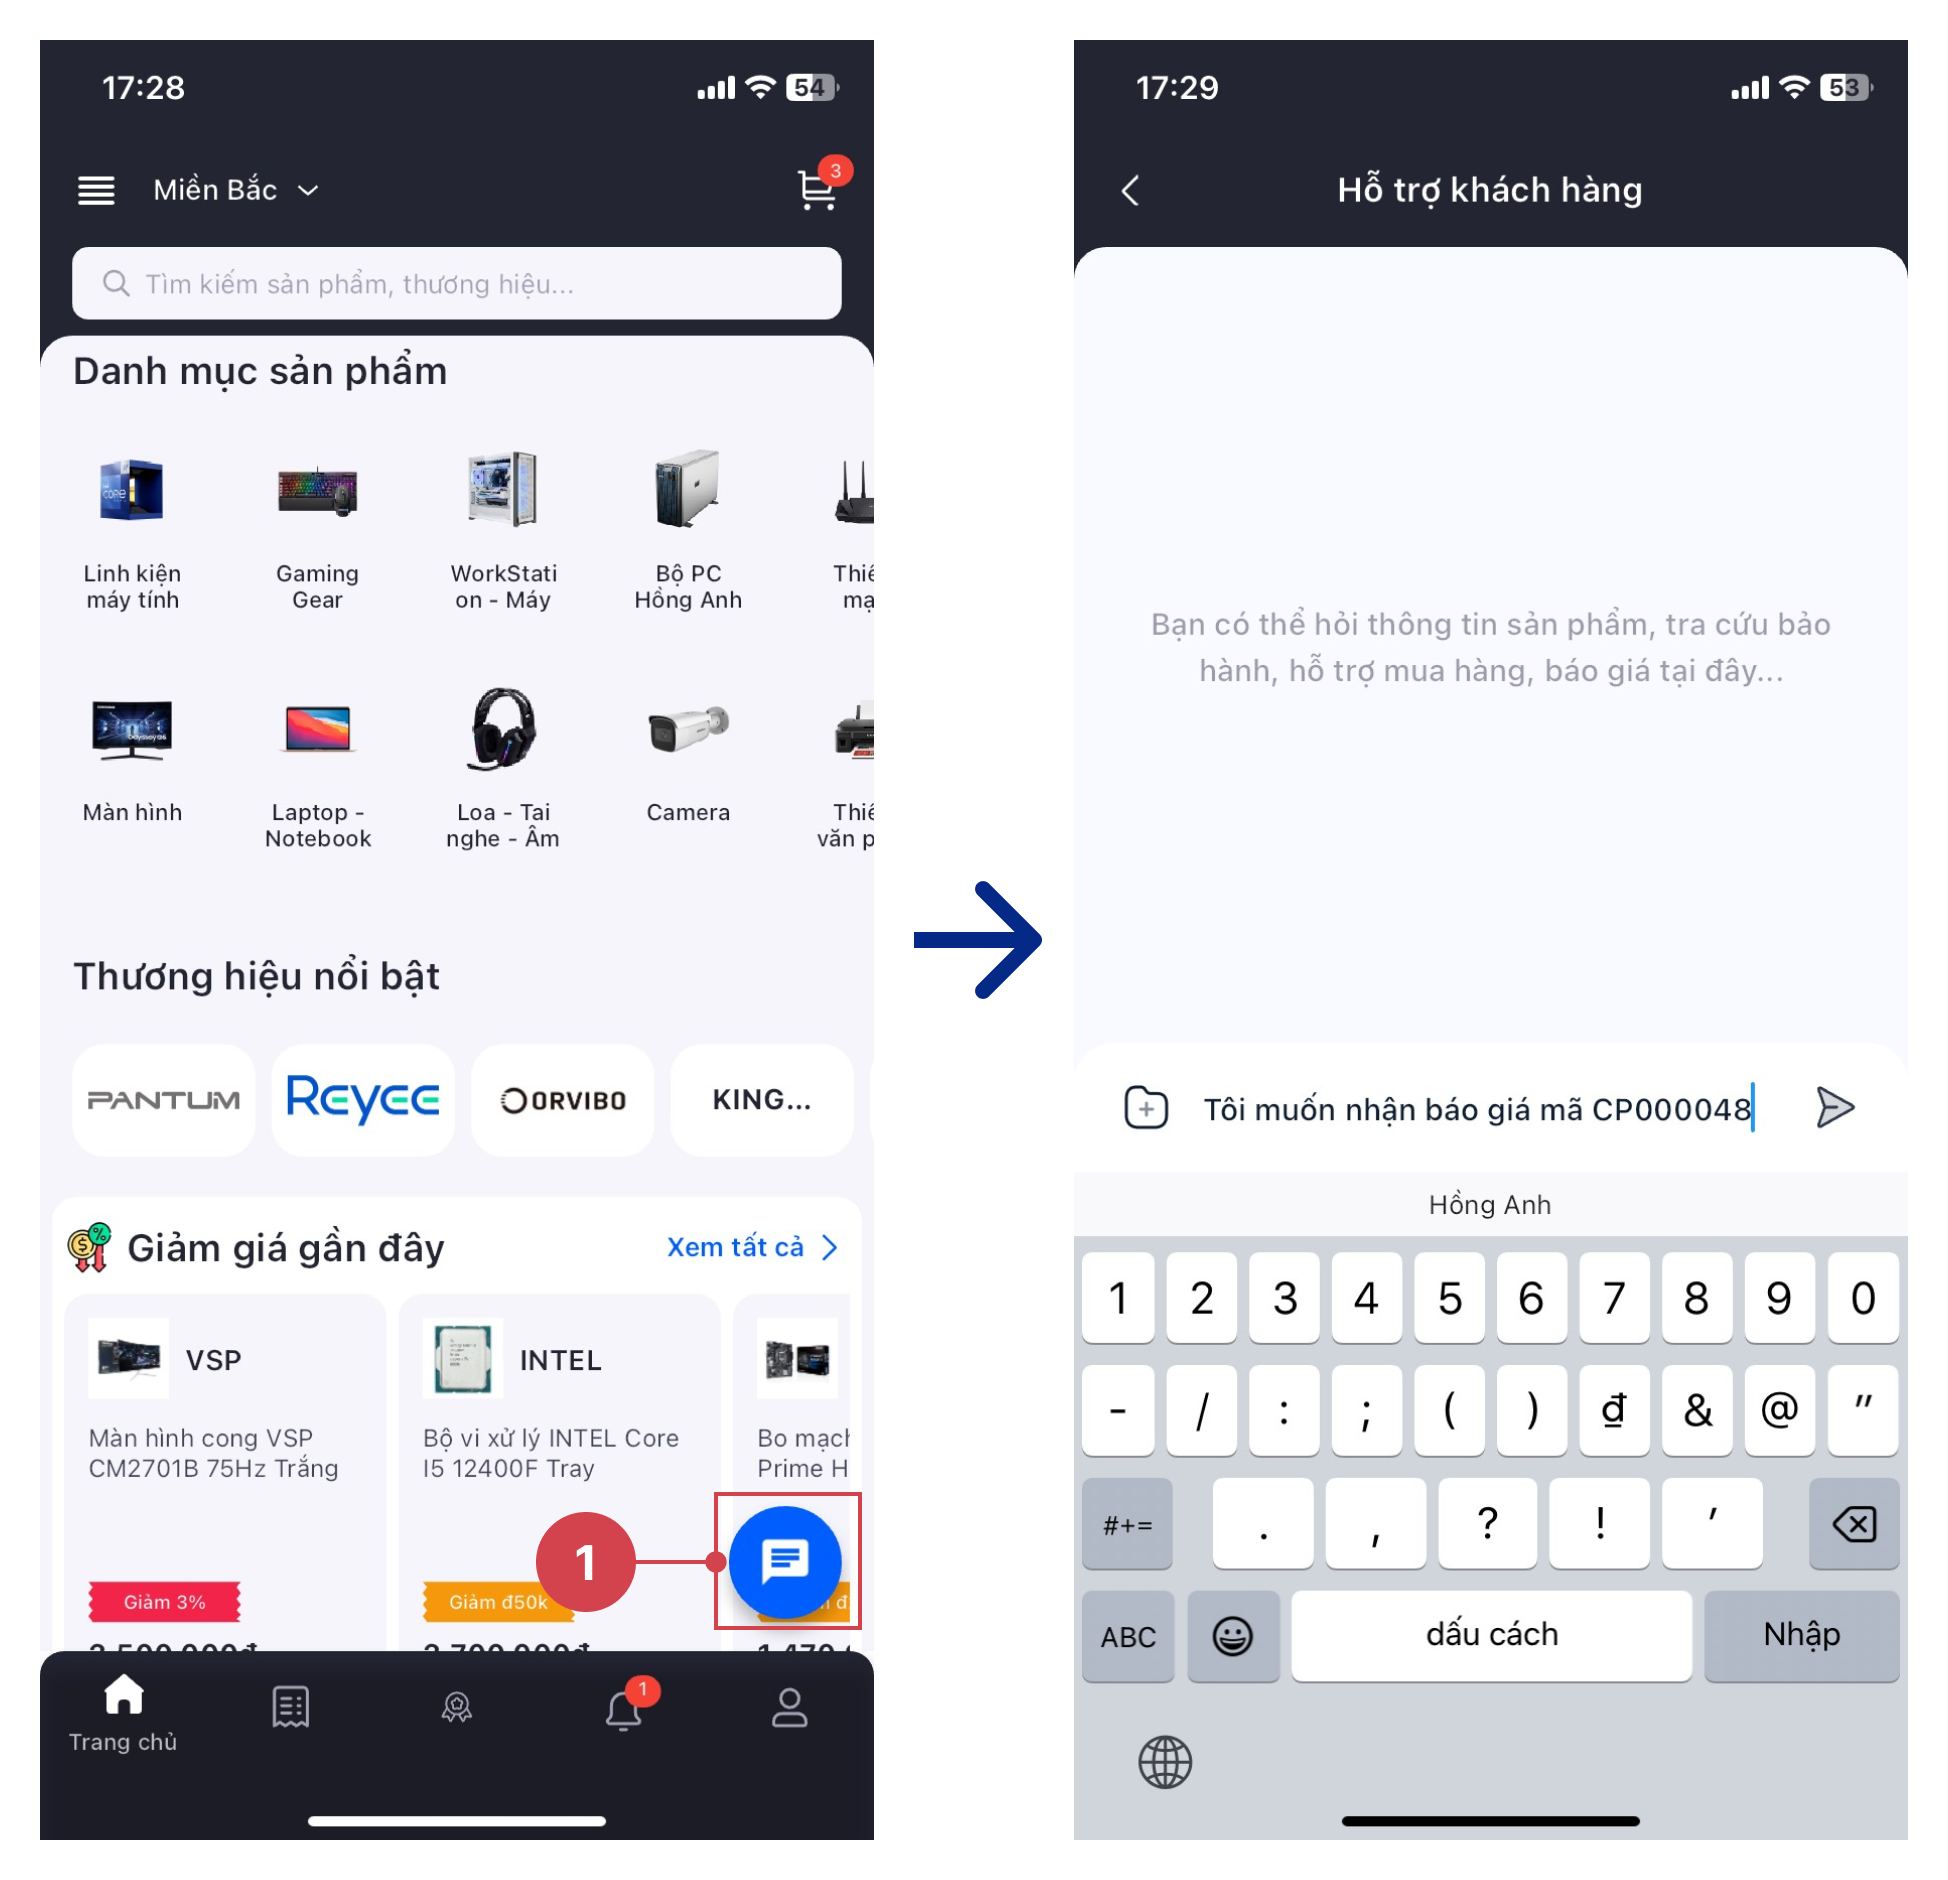 17:28
54
Miền Bắc
3
Tìm kiếm sản phẩm, thương hiệu...
Danh mục sản phẩm
Linh kiện
máy tính
Gaming
Gear
WorkStati
on - Máy
Bộ PC
Hồng Anh
Thiế
mạ
Màn hình
Laptop -
Notebook
Loa - Tai
nghe - Âm
Camera
Thiế
văn p
Thương hiệu nổi bật
PANTUM
Reyee
ORVIBO
KING...
Giảm giá gần đây
Xem tất cả
VSP
Màn hình cong VSP
CM2701B 75Hz Trắng
Giảm 3%
INTEL
Bộ vi xử lý INTEL Core
I5 12400F Tray
Giảm đ50k
Bo mạch
Prime H
1
Trang chủ
1
17:29
53
Hỗ trợ khách hàng
Bạn có thể hỏi thông tin sản phẩm, tra cứu bảo
hành, hỗ trợ mua hàng, báo giá tại đây...
Tôi muốn nhận báo giá mã CP000048
Hồng Anh
1 2 3 4 5 6 7 8 9 0
- / : ; ( ) ₫ & @ "
#+= . , ? ! '
ABC dấu cách Nhập